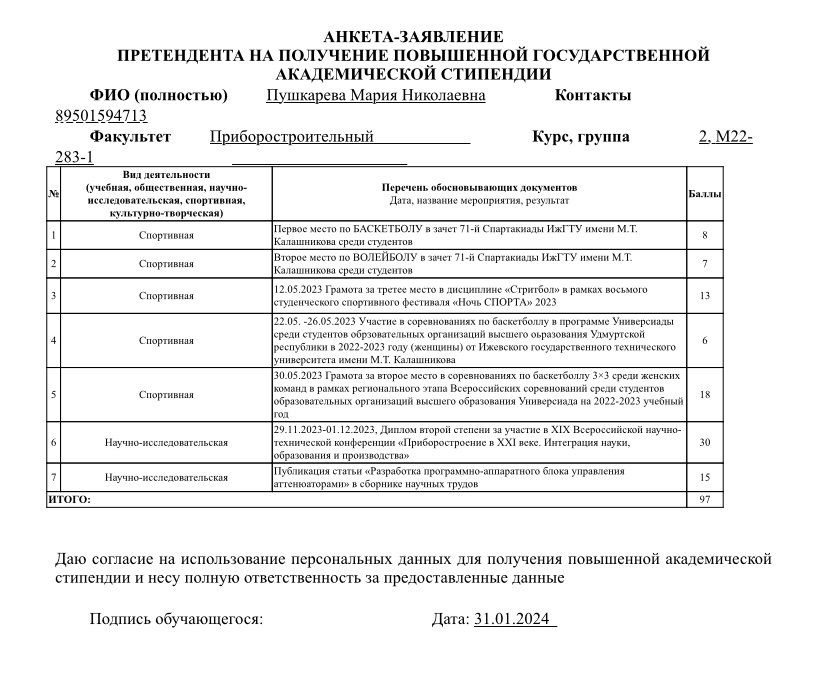 АНКЕТА-ЗАЯВЛЕНИЕ
ПРЕТЕНДЕНТА НА ПОЛУЧЕНИЕ ПОВЫШЕННОЙ ГОСУДАРСТВЕННОЙ
АКАДЕМИЧЕСКОЙ СТИПЕНДИИ
ФИО (полностью) Пушкарева Мария Николаевна Контакты
89501594713
Факультет Приборостроительный Курс, группа 2, М22-
283-1
№ Вид деятельности
(учебная, общественная, научно-
исследовательская, спортивная,
культурно-творческая)
Перечень обосновывающих документов
Дата, название мероприятия, результат
Баллы
1 Спортивная
Первое место по БАСКЕТБОЛУ в зачет 71-й Спартакиады ИжГТУ имени М.Т.
Калашникова среди студентов
8
2 Спортивная
Второе место по ВОЛЕЙБОЛУ в зачет 71-й Спартакиады ИжГТУ имени М.Т.
Калашникова среди студентов
7
3 Спортивная
12.05.2023 Грамота за третее место в дисциплине «Стритбол» в рамках восьмого
студенческого спортивного фестиваля «Ночь СПОРТА» 2023
13
4 Спортивная
22.05. -26.05.2023 Участие в соревнованиях по баскетболлу в программе Универсиады
среди студентов обрзовательных организаций высшего оьразования Удмуртской
республики в 2022-2023 году (женщины) от Ижевского государственного технического
университета имени М.Т. Калашникова
6
5 Спортивная
30.05.2023 Грамота за второе место в соревнованиях по баскетболлу 3×3 среди женских
команд в рамках регионального этапа Всероссийских соревнований среди студентов
образовательных организаций высшего образования Универсиада на 2022-2023 учебный
год
18
6 Научно-исследовательская
29.11.2023-01.12.2023, Диплом второй степени за участие в XIX Всероссийской научно-
технической конференции «Приборостроение в XXI веке. Интеграция науки,
образования и производства»
30
7 Научно-исследовательская
Публикация статьи «Разработка программно-аппаратного блока управления
аттенюаторами» в сборнике научных трудов
15
ИТОГО: 97
Даю согласие на использование персональных данных для получения повышенной академической
стипендии и несу полную ответственность за предоставленные данные
Подпись обучающегося: Дата: 31.01.2024